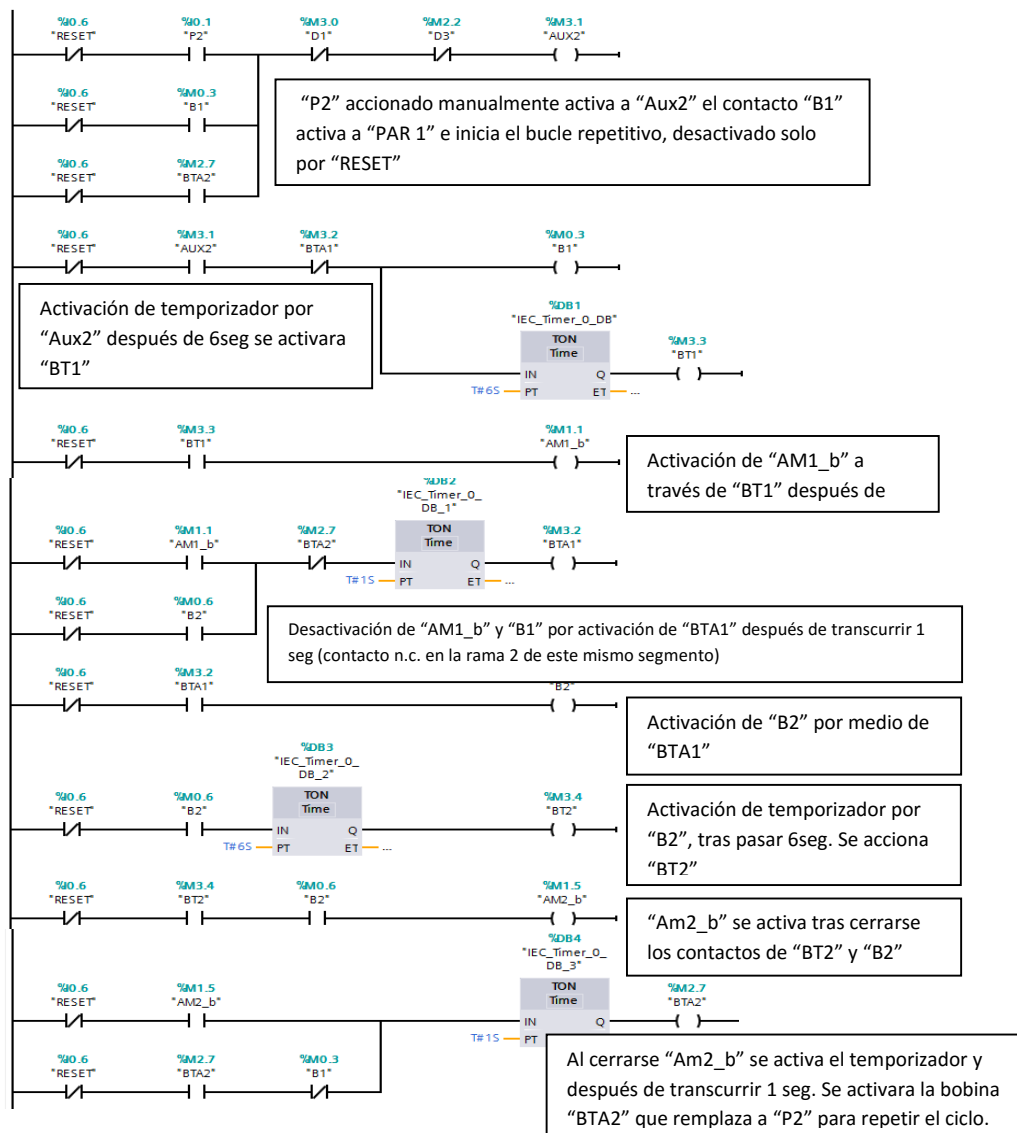 %I0.6 %I0.1 %M3.0 %M2.2 %M3.1
"RESET" "P2" "D1" "D3" "AUX2"
%I0.6 %M0.3
"RESET" "B1"
%I0.6 %M2.7
"RESET" "BTA2"
“P2” accionado manualmente activa a “Aux2” el contacto “B1”
activa a “PAR 1” e inicia el bucle repetitivo, desactivado solo
por “RESET”
%I0.6 %M3.1 %M3.2 %M0.3
"RESET" "AUX2" "BTA1" "B1"
Activación de temporizador por
“Aux2” después de 6seg se activara
“BT1”
%DB1
"IEC_Timer_0_DB"
TON
Time
%M3.3
"BT1"
IN Q
T#6S PT ET ...
%I0.6 %M3.3 %M1.1
"RESET" "BT1" "AM1_b"
Activación de “AM1_b” a
través de “BT1” después de
%DB2
"IEC_Timer_0_
DB_1"
%I0.6 %M1.1 %M2.7 TON %M3.2
"RESET" "AM1_b" "BTA2" Time "BTA1"
IN Q
T#1S PT ET ...
%I0.6 %M0.6
"RESET" "B2"
Desactivación de “AM1_b” y “B1” por activación de “BTA1” después de transcurrir 1
seg (contacto n.c. en la rama 2 de este mismo segmento)
%I0.6 %M3.2
"RESET" "BTA1" "B2"
Activación de “B2” por medio de
“BTA1”
%DB3
"IEC_Timer_0_
DB_2"
%I0.6 %M0.6 TON %M3.4
"RESET" "B2" Time "BT2"
IN Q
T#6S PT ET ...
Activación de temporizador por
“B2”, tras pasar 6seg. Se acciona
“BT2”
%I0.6 %M3.4 %M0.6 %M1.5
"RESET" "BT2" "B2" "AM2_b"
“Am2_b” se activa tras cerrarse
los contactos de “BT2” y “B2”
%DB4
"IEC_Timer_0_
DB_3"
%I0.6 %M1.5 TON %M2.7
"RESET" "AM2_b" Time "BTA2"
IN Q
T#1S PT
%I0.6 %M2.7 %M0.3
"RESET" "BTA2" "B1"
Al cerrarse “Am2_b” se activa el temporizador y
después de transcurrir 1 seg. Se activara la bobina
“BTA2” que remplaza a “P2” para repetir el ciclo.